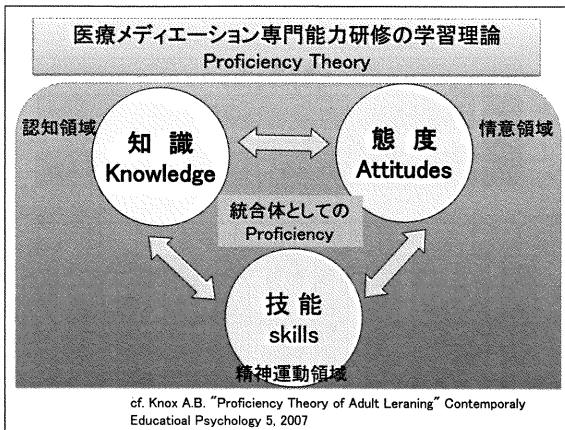 医療メディエーション専門能力研修の学習理論
Proficiency Theory
認知領域
知 識
Knowledge
態 度
Attitudes
情意領域
統合体としての
Proficiency
技 能
skills
精神運動領域
cf. Knox A.B. "Proficiency Theory of Adult Leraning" Contemporaly
Educatioal Psychology 5, 2007